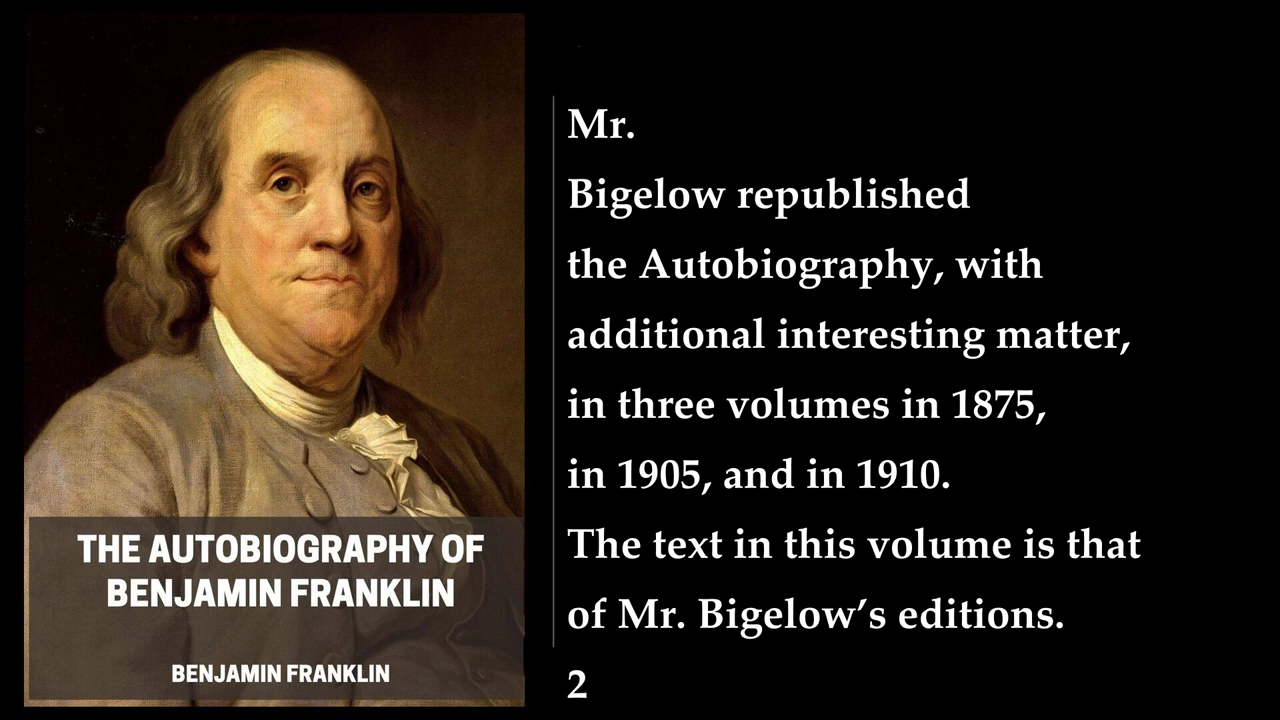 THE AUTOBIOGRAPHY OF
BENJAMIN FRANKLIN
BENJAMIN FRANKLIN
Mr.
Bigelow republished
the Autobiography, with
additional interesting matter,
in three volumes in 1875,
in 1905, and in 1910.
The text in this volume is that
of Mr. Bigelow’s editions.
2